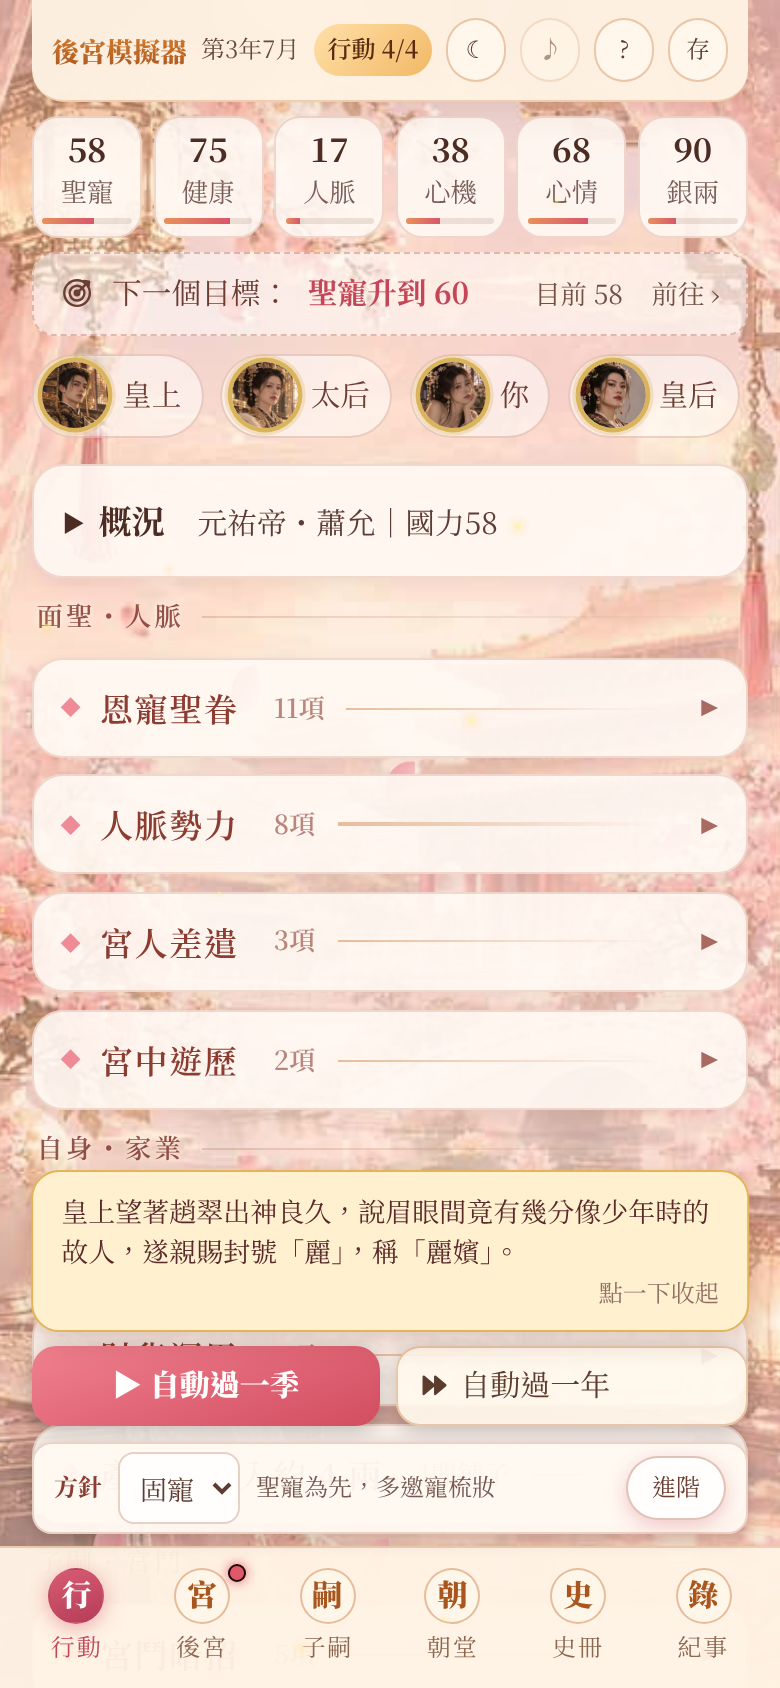 後宮模擬器 第3年7月 行動 4/4 ☾ ♪ ? 存
58 75 17 38 68 90
聖寵 健康 人脈 心機 心情 銀兩
下一個目標： 聖寵升到 60 目前 58 前往 ›
皇上 太后 你 皇后
▶ 概況 元祐帝・蕭允｜國力58
面聖・人脈
◆ 恩寵聖眷 11項 ▶
◆ 人脈勢力 8項 ▶
◆ 宮人差遣 3項 ▶
◆ 宮中遊歷 2項 ▶
自身・家業
皇上望著趙翠出神良久，說眉眼間竟有幾分像少年時的
故人，遂親賜封號「麗」，稱「麗嬪」。
點一下收起
▶ 自動過一季 ⏩ 自動過一年
方針 固寵 聖寵為先，多邀寵梳妝 進階
行 宮 嗣 朝 史 錄
行動 後宮 子嗣 朝堂 史冊 紀事